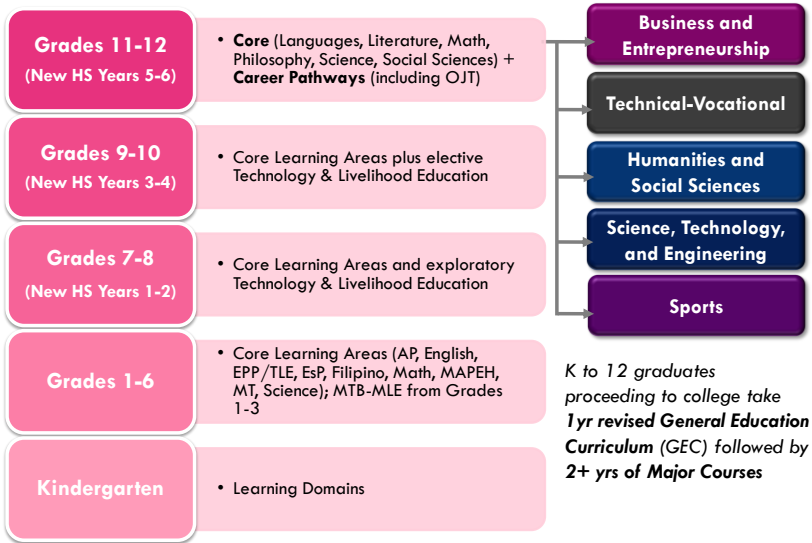 Grades 11-12
(New HS Years 5-6)
• Core (Languages, Literature, Math,
Philosophy, Science, Social Sciences) +
Career Pathways (including OJT)
Grades 9-10
(New HS Years 3-4)
• Core Learning Areas plus elective
Technology & Livelihood Education
Grades 7-8
(New HS Years 1-2)
• Core Learning Areas and exploratory
Technology & Livelihood Education
Grades 1-6
• Core Learning Areas (AP, English,
EPP/TLE, EsP, Filipino, Math, MAPEH,
MT, Science); MTB-MLE from Grades
1-3
Kindergarten
• Learning Domains
Business and
Entrepreneurship
Technical-Vocational
Humanities and
Social Sciences
Science, Technology,
and Engineering
Sports
K to 12 graduates
proceeding to college take
1yr revised General Education
Curriculum (GEC) followed by
2+ yrs of Major Courses